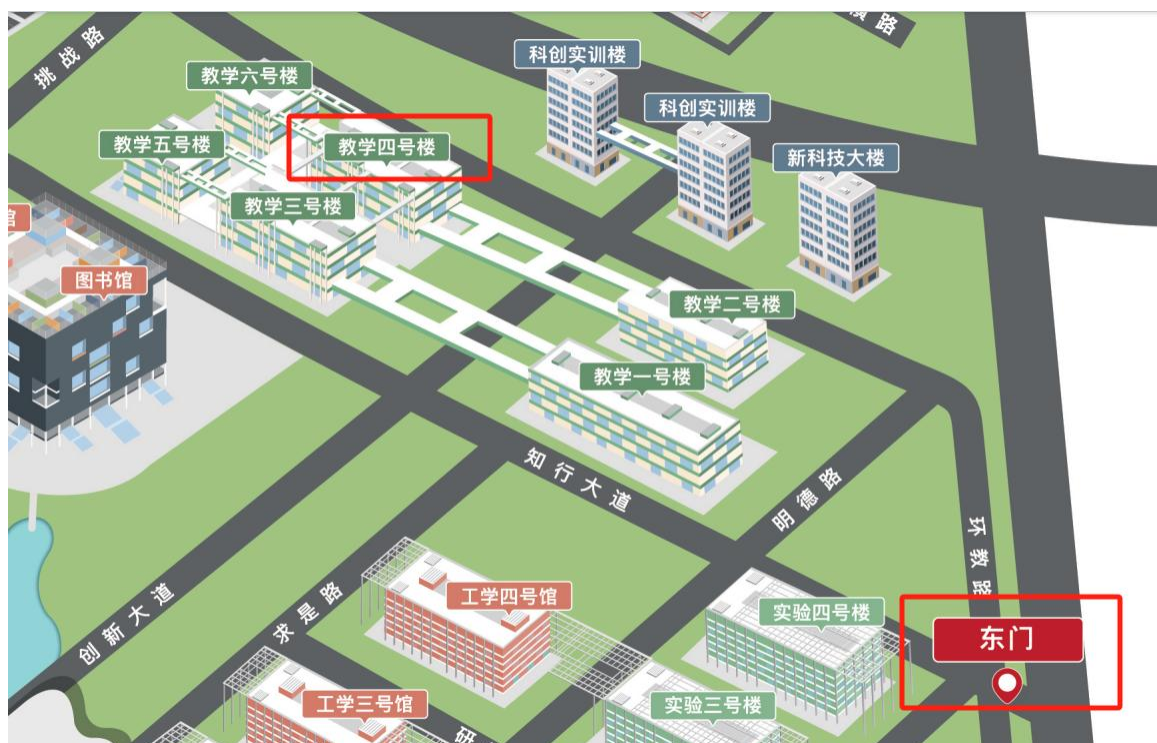 挑战路
科创实训楼
教学六号楼
科创实训楼
教学五号楼
教学四号楼
新科技大楼
教学三号楼
馆
图书馆
教学二号楼
教学一号楼
知行大道
明德路
环教路
创新大道
求是路
工学四号馆
实验四号楼
东门
工学三号馆
实验三号楼
研